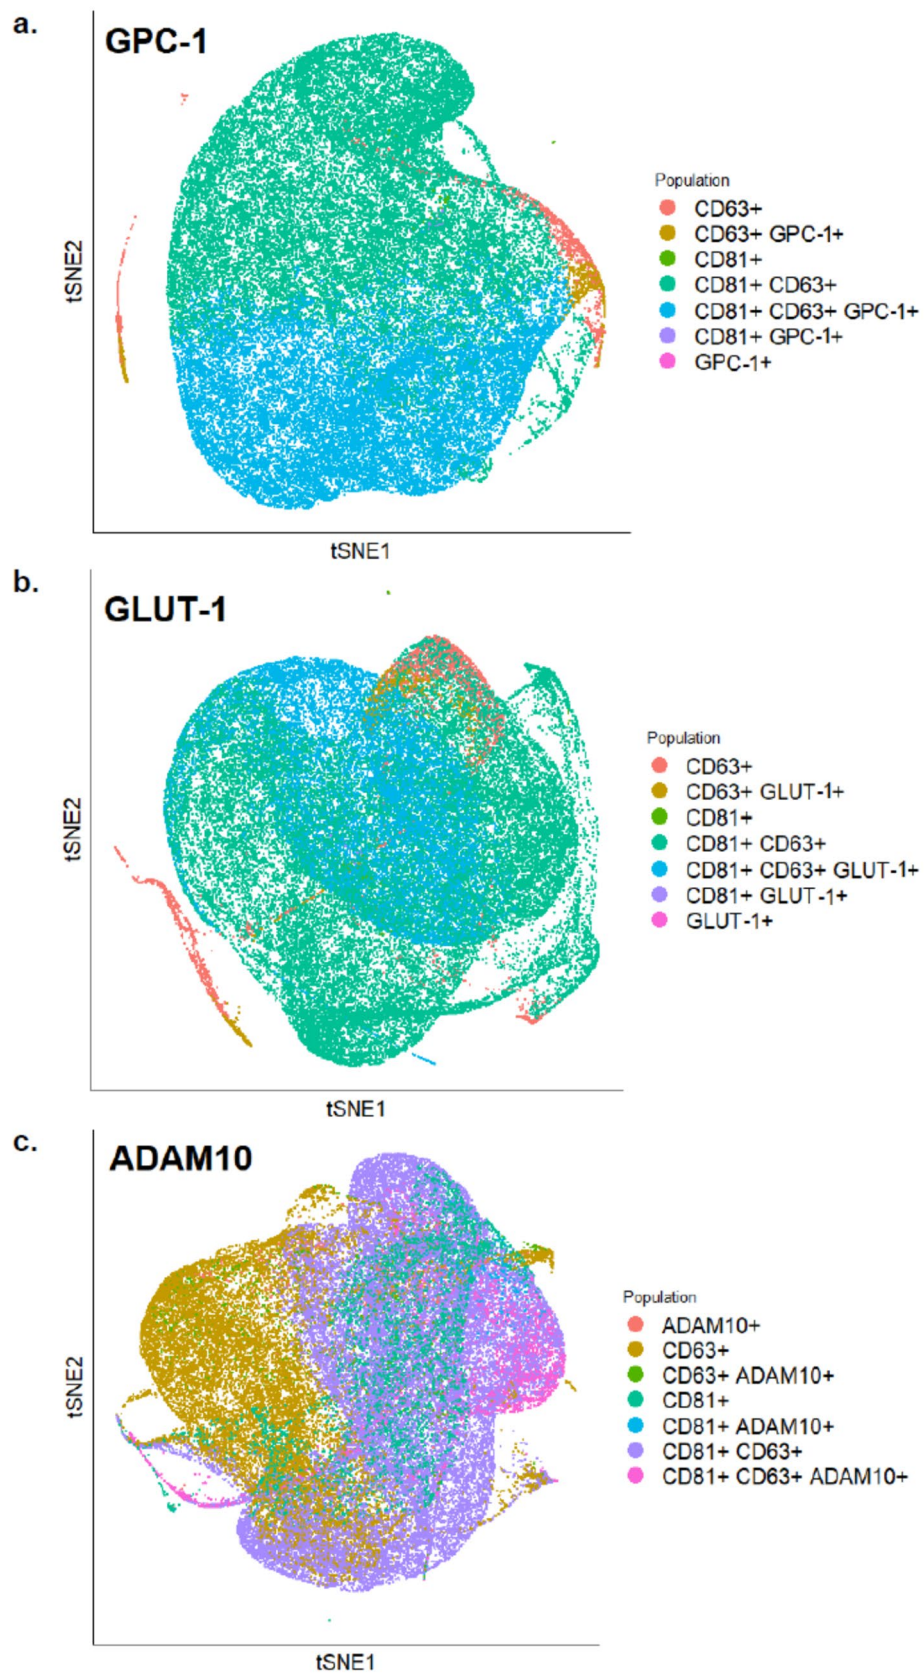 a.
GPC-1
Population
CD63+
CD63+ GPC-1+
CD81+
CD81+ CD63+
CD81+ CD63+ GPC-1+
CD81+ GPC-1+
GPC-1+
tSNE2
tSNE1
b.
GLUT-1
Population
CD63+
CD63+ GLUT-1+
CD81+
CD81+ CD63+
CD81+ CD63+ GLUT-1+
CD81+ GLUT-1+
GLUT-1+
tSNE2
tSNE1
c.
ADAM10
Population
ADAM10+
CD63+
CD63+ ADAM10+
CD81+
CD81+ ADAM10+
CD81+ CD63+
CD81+ CD63+ ADAM10+
tSNE2
tSNE1